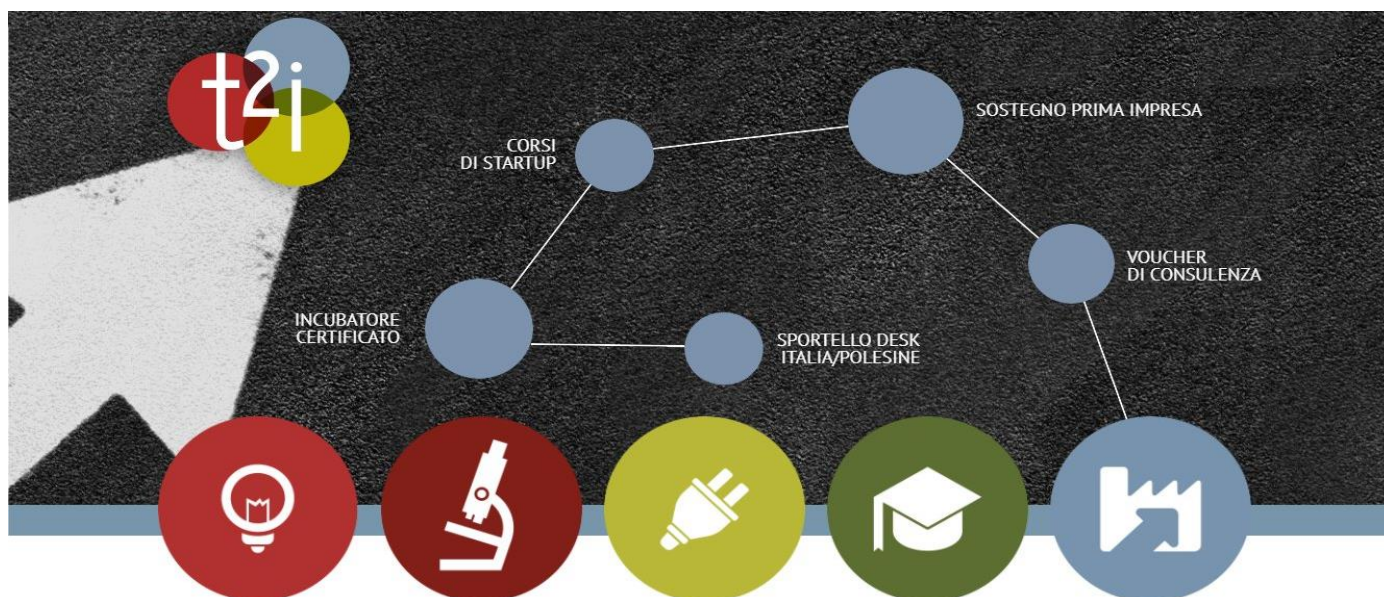 t2i
CORSI
DI STARTUP
SOSTEGNO PRIMA IMPRESA
VOUCHER
DI CONSULENZA
INCUBATORE
CERTIFICATO
SPORTELLO DESK
ITALIA/POLESINE